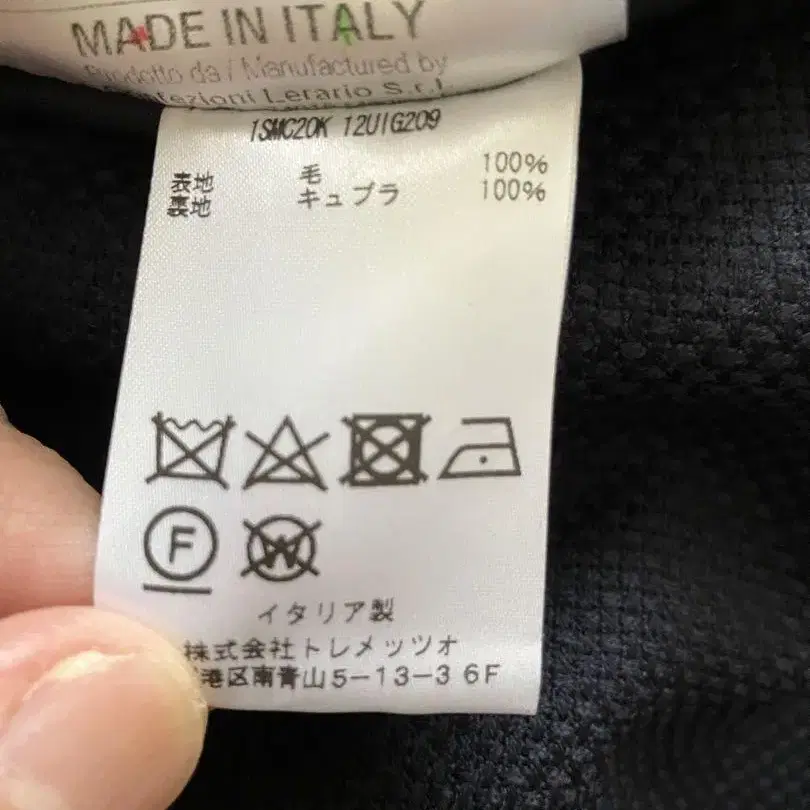 MADE IN ITALY
Prodotto da / Manufactured by
Lerario S.r.l.
1SMC20K 12UIG209
表地 毛 100%
裏地 キュプラ 100%
F W
イタリア製
株式会社トレメッツオ
港区南青山5-13-3 6F